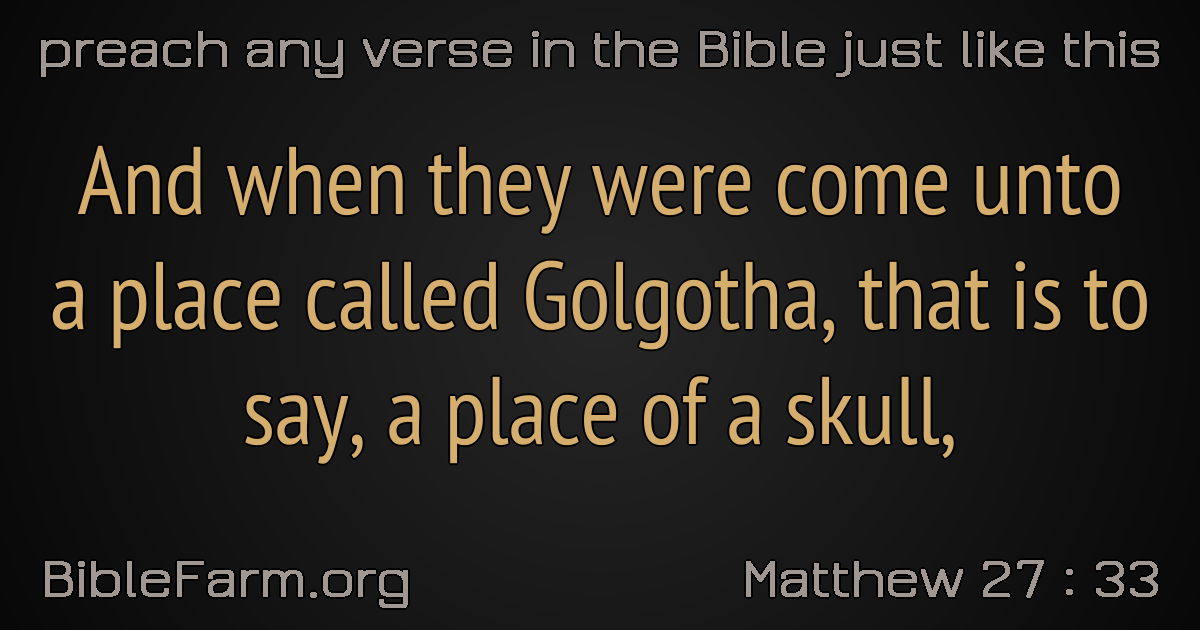 preach any verse in the Bible just like this
And when they were come unto
a place called Golgotha, that is to
say, a place of a skull,
BibleFarm.org
Matthew 27 : 33